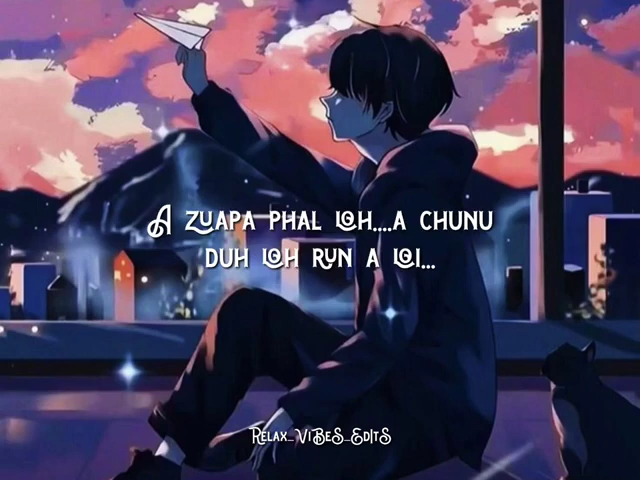 A zuapa phal loh....a chunu
duh loh run a loi...
Relax_ViBeS_EditS